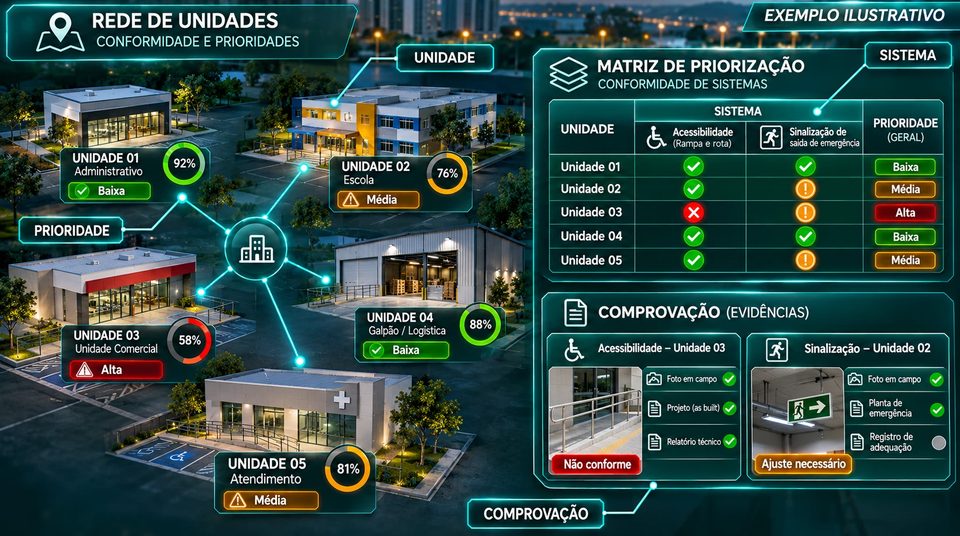 REDE DE UNIDADES
CONFORMIDADE E PRIORIDADES
EXEMPLO ILUSTRATIVO
UNIDADE
SISTEMA
UNIDADE 01
Administrativo
92%
Baixa
UNIDADE 02
Escola
76%
Média
PRIORIDADE
UNIDADE 03
Unidade Comercial
58%
Alta
UNIDADE 04
Galpão / Logística
88%
Baixa
UNIDADE 05
Atendimento
81%
Média
MATRIZ DE PRIORIZAÇÃO
CONFORMIDADE DE SISTEMAS
UNIDADE
SISTEMA
PRIORIDADE
(GERAL)
Acessibilidade
(Rampa e rota)
Sinalização de
saída de emergência
Unidade 01 Baixa
Unidade 02 Média
Unidade 03 Alta
Unidade 04 Baixa
Unidade 05 Média
COMPROVAÇÃO (EVIDÊNCIAS)
Acessibilidade – Unidade 03
Foto em campo
Projeto (as built)
Relatório técnico
Não conforme
Sinalização – Unidade 02
Foto em campo
Planta de
emergência
Registro de
adequação
Ajuste necessário
COMPROVAÇÃO